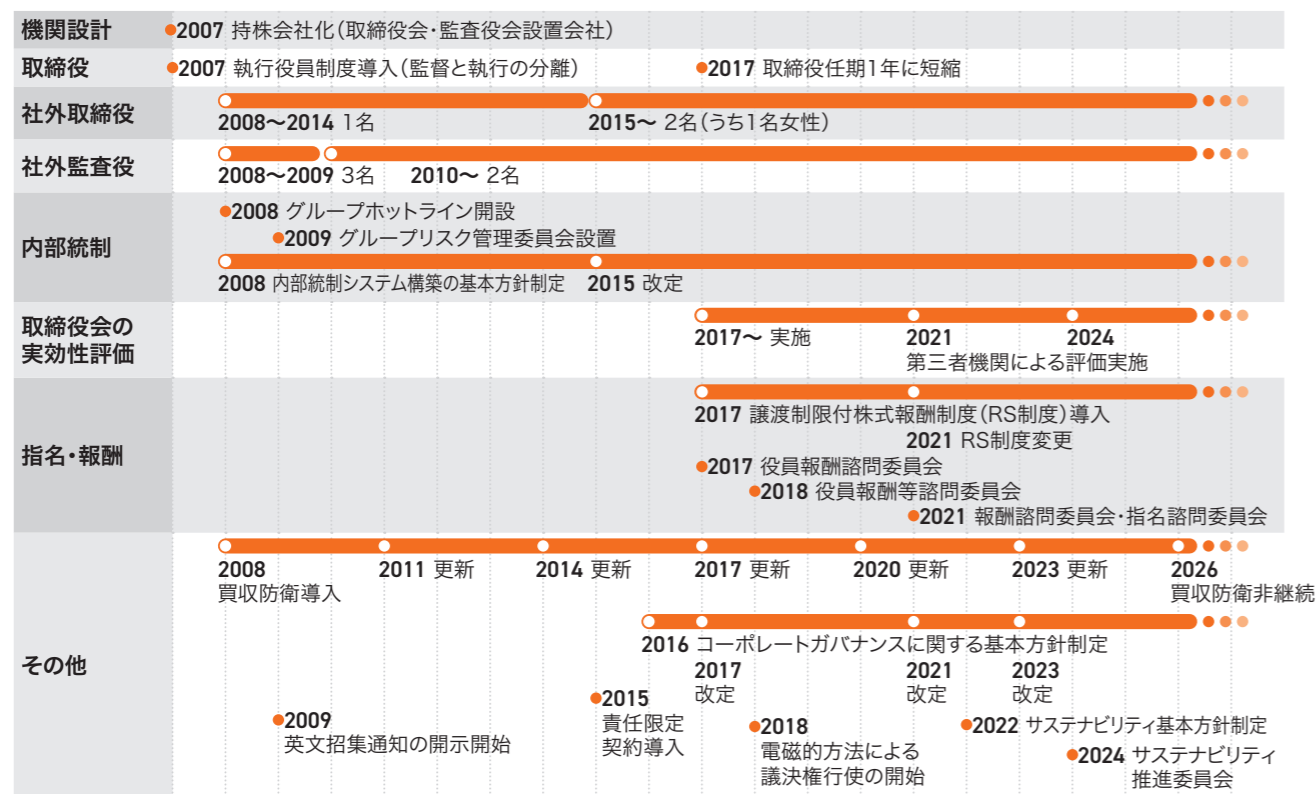 機関設計
2007 持株会社化(取締役会・監査役会設置会社)
取締役
2007 執行役員制度導入(監督と執行の分離)
2017 取締役任期1年に短縮
社外取締役
2008〜2014 1名
2015〜 2名(うち1名女性)
社外監査役
2008〜2009 3名
2010〜 2名
内部統制
2008 グループホットライン開設
2009 グループリスク管理委員会設置
2008 内部統制システム構築の基本方針制定
2015 改定
取締役会の
実効性評価
2017〜 実施
2021
2024
第三者機関による評価実施
指名・報酬
2017 譲渡制限付株式報酬制度(RS制度)導入
2021 RS制度変更
2017 役員報酬諮問委員会
2018 役員報酬等諮問委員会
2021 報酬諮問委員会・指名諮問委員会
その他
2008
買収防衛導入
2011 更新
2014 更新
2017 更新
2020 更新
2023 更新
2026
買収防衛非継続
2016 コーポレートガバナンスに関する基本方針制定
2017
改定
2021
改定
2023
改定
2009
英文招集通知の開示開始
2015
責任限定
契約導入
2018
電磁的方法による
議決権行使の開始
2022 サステナビリティ基本方針制定
2024 サステナビリティ
推進委員会